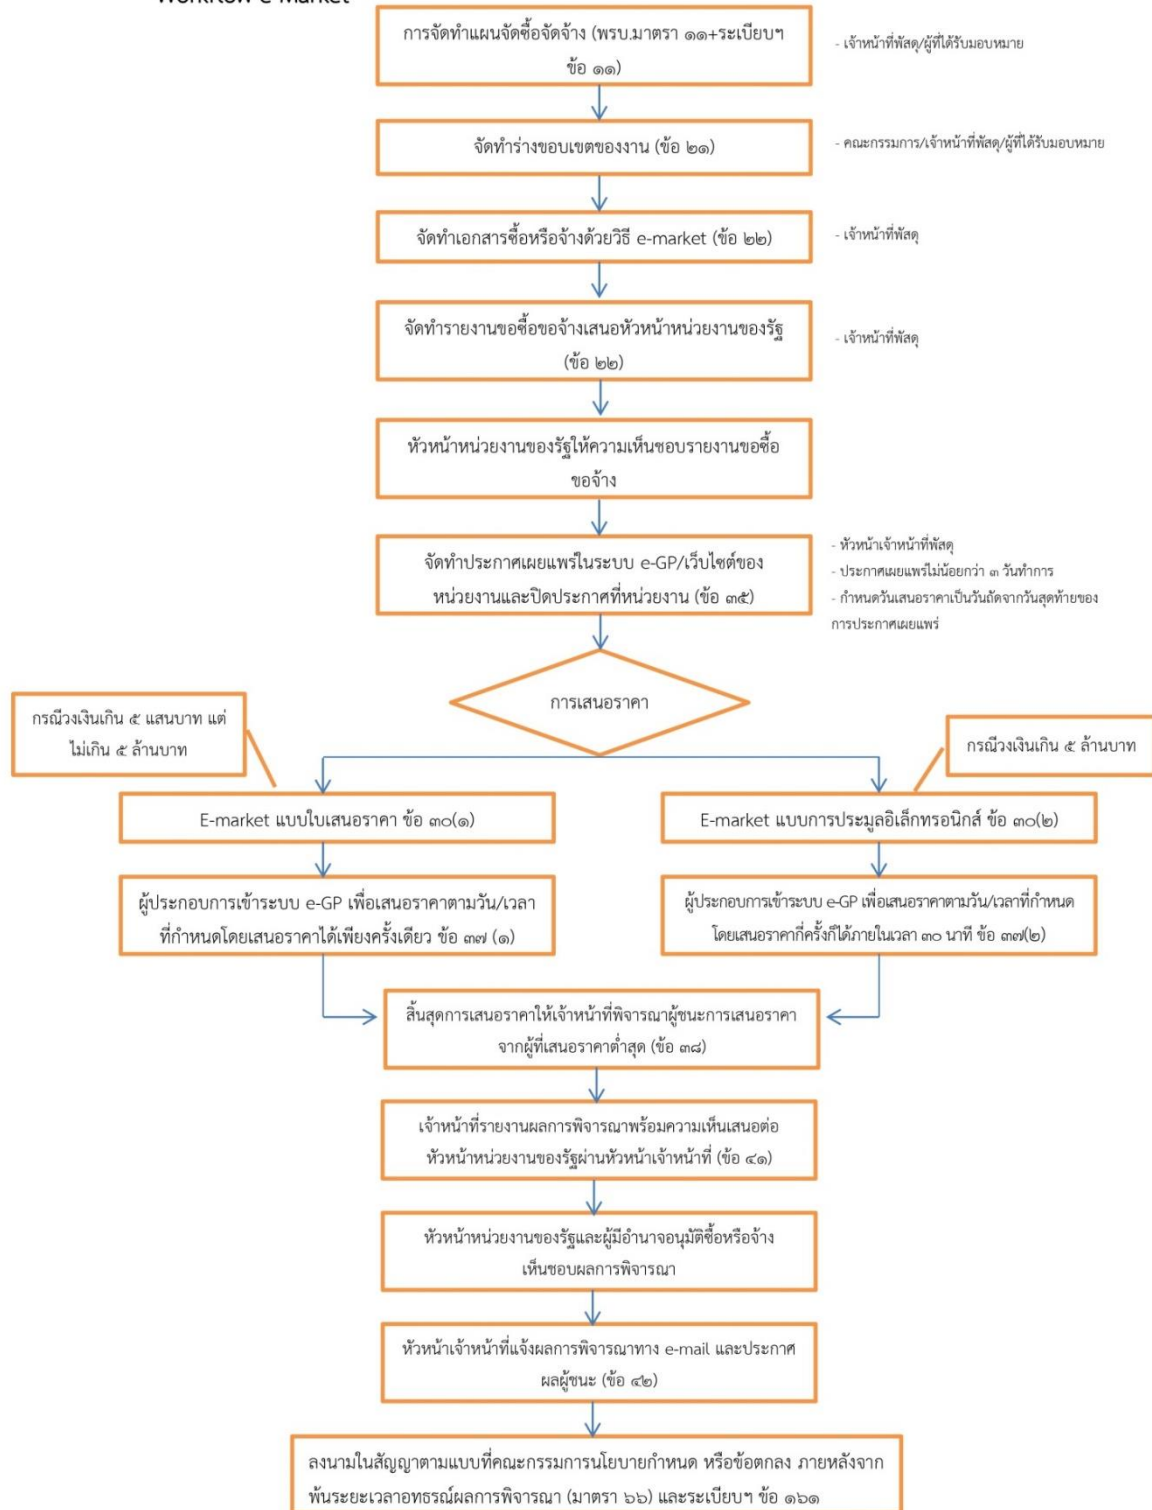 Workflow e-Market
การจัดทำแผนจัดซื้อจัดจ้าง (พรบ.มาตรา ๑๑+ระเบียบฯ
ข้อ ๑๑)
- เจ้าหน้าที่พัสดุ/ผู้ที่ได้รับมอบหมาย
จัดทำร่างขอบเขตของงาน (ข้อ ๒๑)
- คณะกรรมการ/เจ้าหน้าที่พัสดุ/ผู้ที่ได้รับมอบหมาย
จัดทำเอกสารซื้อหรือจ้างด้วยวิธี e-market (ข้อ ๒๒)
- เจ้าหน้าที่พัสดุ
จัดทำรายงานขอซื้อขอจ้างเสนอหัวหน้าหน่วยงานของรัฐ
(ข้อ ๒๒)
- เจ้าหน้าที่พัสดุ
หัวหน้าหน่วยงานของรัฐให้ความเห็นชอบรายงานขอซื้อ
ขอจ้าง
จัดทำประกาศเผยแพร่ในระบบ e-GP/เว็บไซต์ของ
หน่วยงานและปิดประกาศที่หน่วยงาน (ข้อ ๓๕)
- หัวหน้าเจ้าหน้าที่พัสดุ
- ประกาศเผยแพร่ไม่น้อยกว่า ๓ วันทำการ
- กำหนดวันเสนอราคาเป็นวันถัดจากวันสุดท้ายของ
การประกาศเผยแพร่
การเสนอราคา
กรณีวงเงินเกิน ๕ แสนบาท แต่
ไม่เกิน ๕ ล้านบาท
กรณีวงเงินเกิน ๕ ล้านบาท
E-market แบบใบเสนอราคา ข้อ ๓๐(๑)
E-market แบบการประมูลอิเล็กทรอนิกส์ ข้อ ๓๐(๒)
ผู้ประกอบการเข้าระบบ e-GP เพื่อเสนอราคาตามวัน/เวลา
ที่กำหนดโดยเสนอราคาได้เพียงครั้งเดียว ข้อ ๓๗ (๑)
ผู้ประกอบการเข้าระบบ e-GP เพื่อเสนอราคาตามวัน/เวลาที่กำหนด
โดยเสนอราคากี่ครั้งก็ได้ภายในเวลา ๓๐ นาที ข้อ ๓๗(๒)
สิ้นสุดการเสนอราคาให้เจ้าหน้าที่พิจารณาผู้ชนะการเสนอราคา
จากผู้ที่เสนอราคาต่ำสุด (ข้อ ๓๘)
เจ้าหน้าที่รายงานผลการพิจารณาพร้อมความเห็นเสนอต่อ
หัวหน้าหน่วยงานของรัฐผ่านหัวหน้าเจ้าหน้าที่ (ข้อ ๔๑)
หัวหน้าหน่วยงานของรัฐและผู้มีอำนาจอนุมัติซื้อหรือจ้าง
เห็นชอบผลการพิจารณา
หัวหน้าเจ้าหน้าที่แจ้งผลการพิจารณาทาง e-mail และประกาศ
ผลผู้ชนะ (ข้อ ๔๒)
ลงนามในสัญญาตามแบบที่คณะกรรมการนโยบายกำหนด หรือข้อตกลง ภายหลังจาก
พ้นระยะเวลาอุทธรณ์ผลการพิจารณา (มาตรา ๖๖) และระเบียบฯ ข้อ ๑๖๑